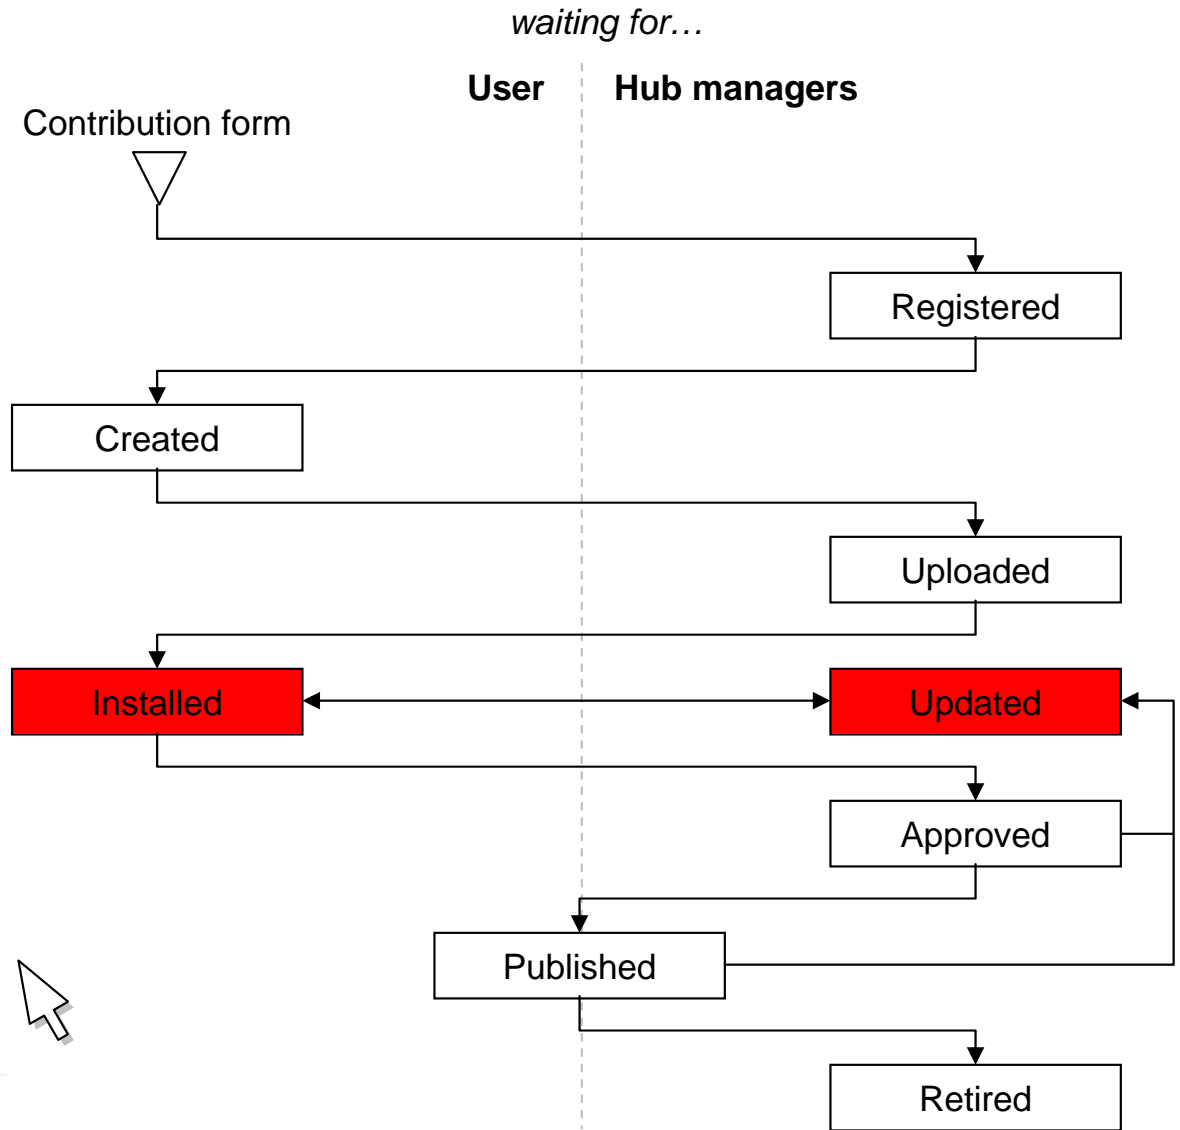 waiting for…
User
Hub managers
Contribution form
Registered
Created
Uploaded
Installed
Updated
Approved
Published
Retired